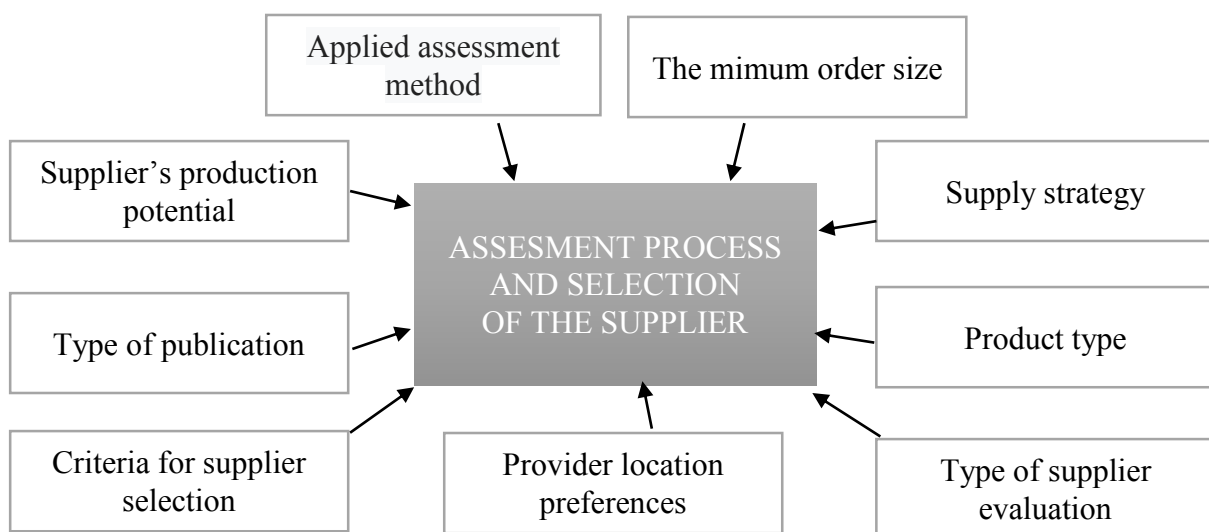 Applied assessment
method
The mimum order size
Supplier’s production
potential
Supply strategy
ASSESMENT PROCESS
AND SELECTION
OF THE SUPPLIER
Type of publication
Product type
Criteria for supplier
selection
Provider location
preferences
Type of supplier
evaluation